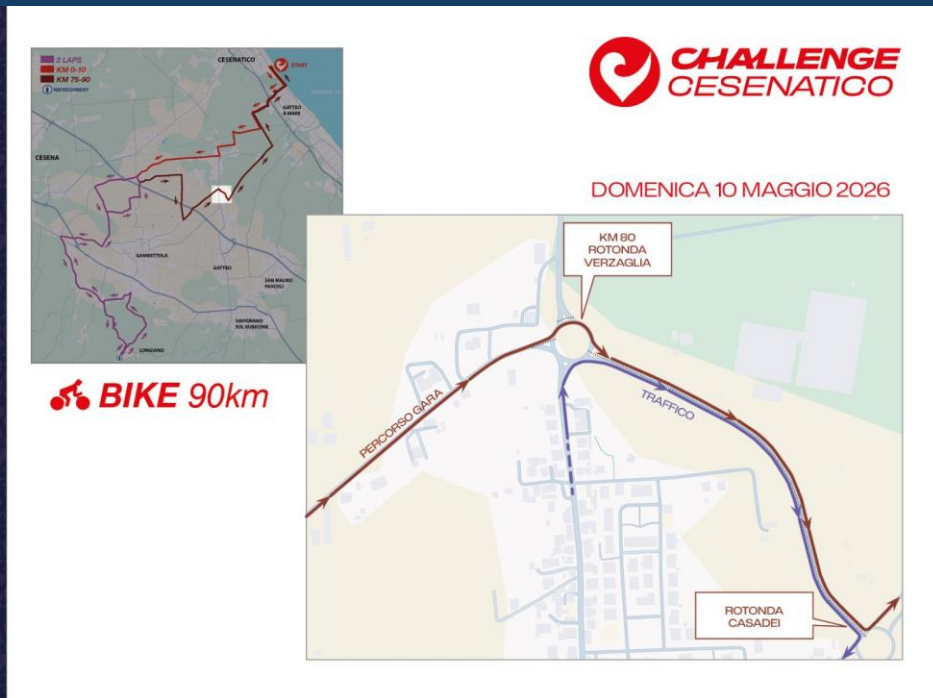 2 LAPS
KM 0-10
KM 75-90
REFRESHMENT
CESENATICO
START
GATTEO
A MARE
CESENA
GAMBETTOLA
GATTEO
SAN MAURO
PASCOLI
SAVIGNANO
SUL RUBICONE
LONGIANO
BIKE 90km
CHALLENGE
CESENATICO
DOMENICA 10 MAGGIO 2026
KM 80
ROTONDA
VERZAGLIA
PERCORSO GARA
TRAFFICO
ROTONDA
CASADEI